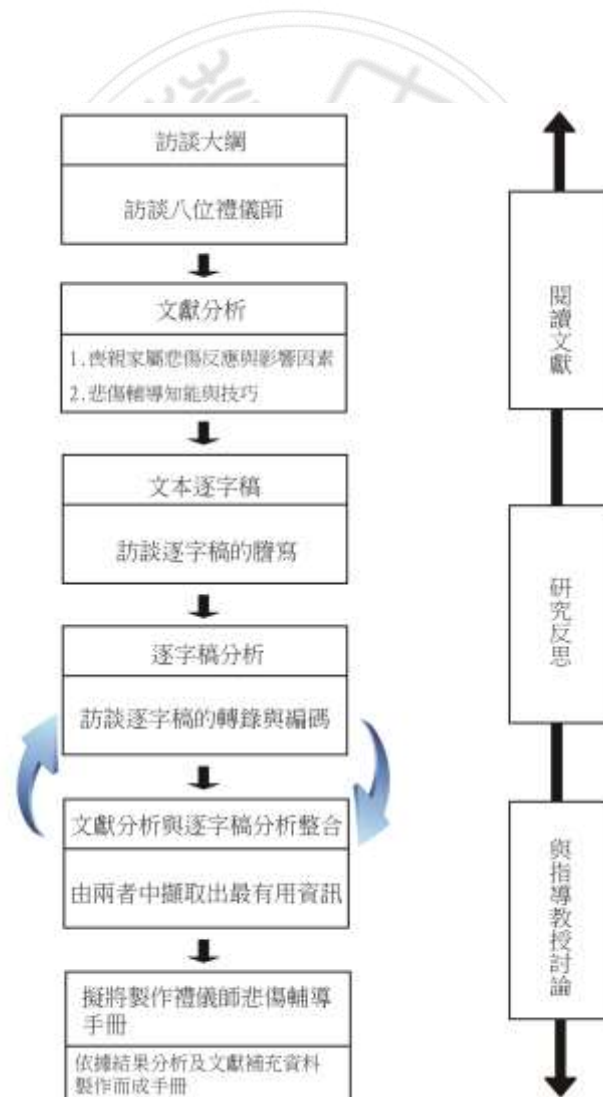 訪談大綱
訪談八位禮儀師
文獻分析
1.喪親家屬悲傷反應與影響因素
2.悲傷輔導知能與技巧
文本逐字稿
訪談逐字稿的謄寫
逐字稿分析
訪談逐字稿的轉錄與編碼
文獻分析與逐字稿分析整合
由兩者中擷取出最有用資訊
擬將製作禮儀師悲傷輔導
手冊
依據結果分析及文獻補充資料
製作而成手冊
閱讀文獻
研究反思
與指導教授討論